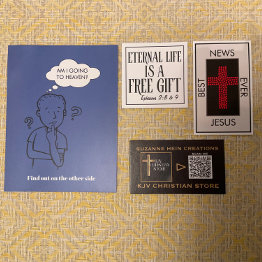 AM I GOING
TO HEAVEN?
?
?
Find out on the other side
ETERNAL LIFE
IS A
FREE GIFT
Ephesians 2:8 & 9
NEWS
BEST
EVER
JESUS
SUZANNE HEIN CREATIONS
KJV CHRISTIAN STORE